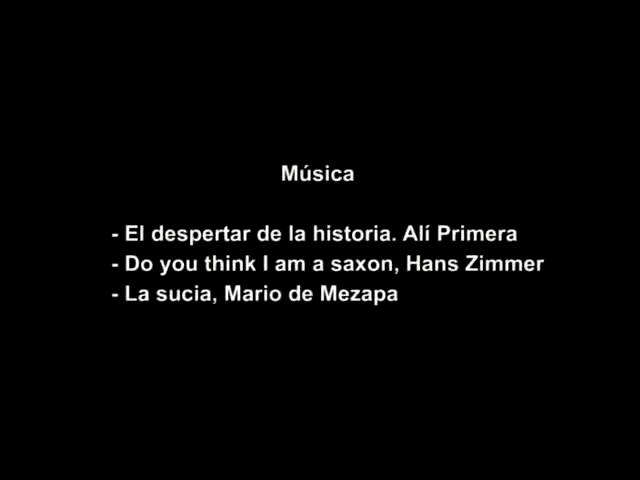 Música
- El despertar de la historia. Alí Primera
- Do you think I am a saxon, Hans Zimmer
- La sucia, Mario de Mezapa